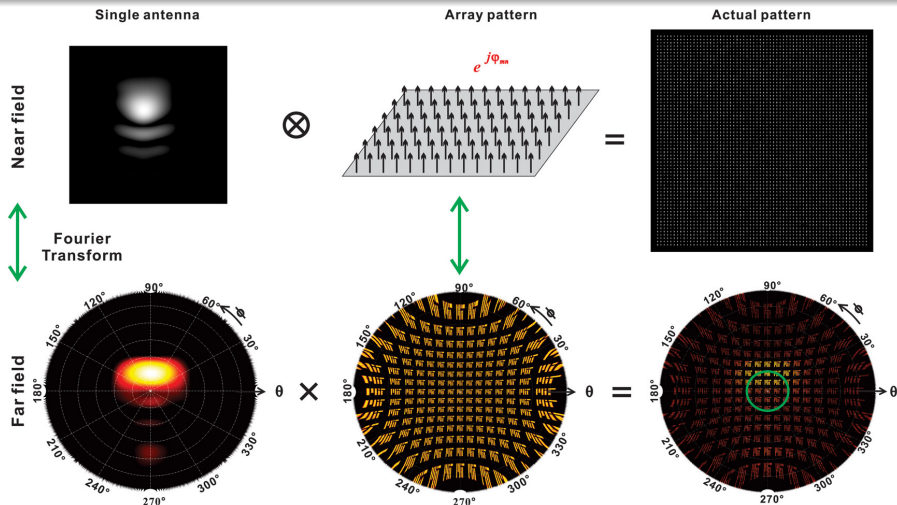 Single antenna
Array pattern
Actual pattern
Near field
e^jφmn
⊗
=
Fourier
Transform
Far field
90°
120°
60°
ϕ
150°
30°
180°
θ
210°
330°
240°
300°
270°
×
90°
120°
60°
ϕ
150°
30°
180°
θ
210°
330°
240°
300°
270°
=
90°
120°
60°
ϕ
150°
30°
180°
θ
210°
330°
240°
300°
270°